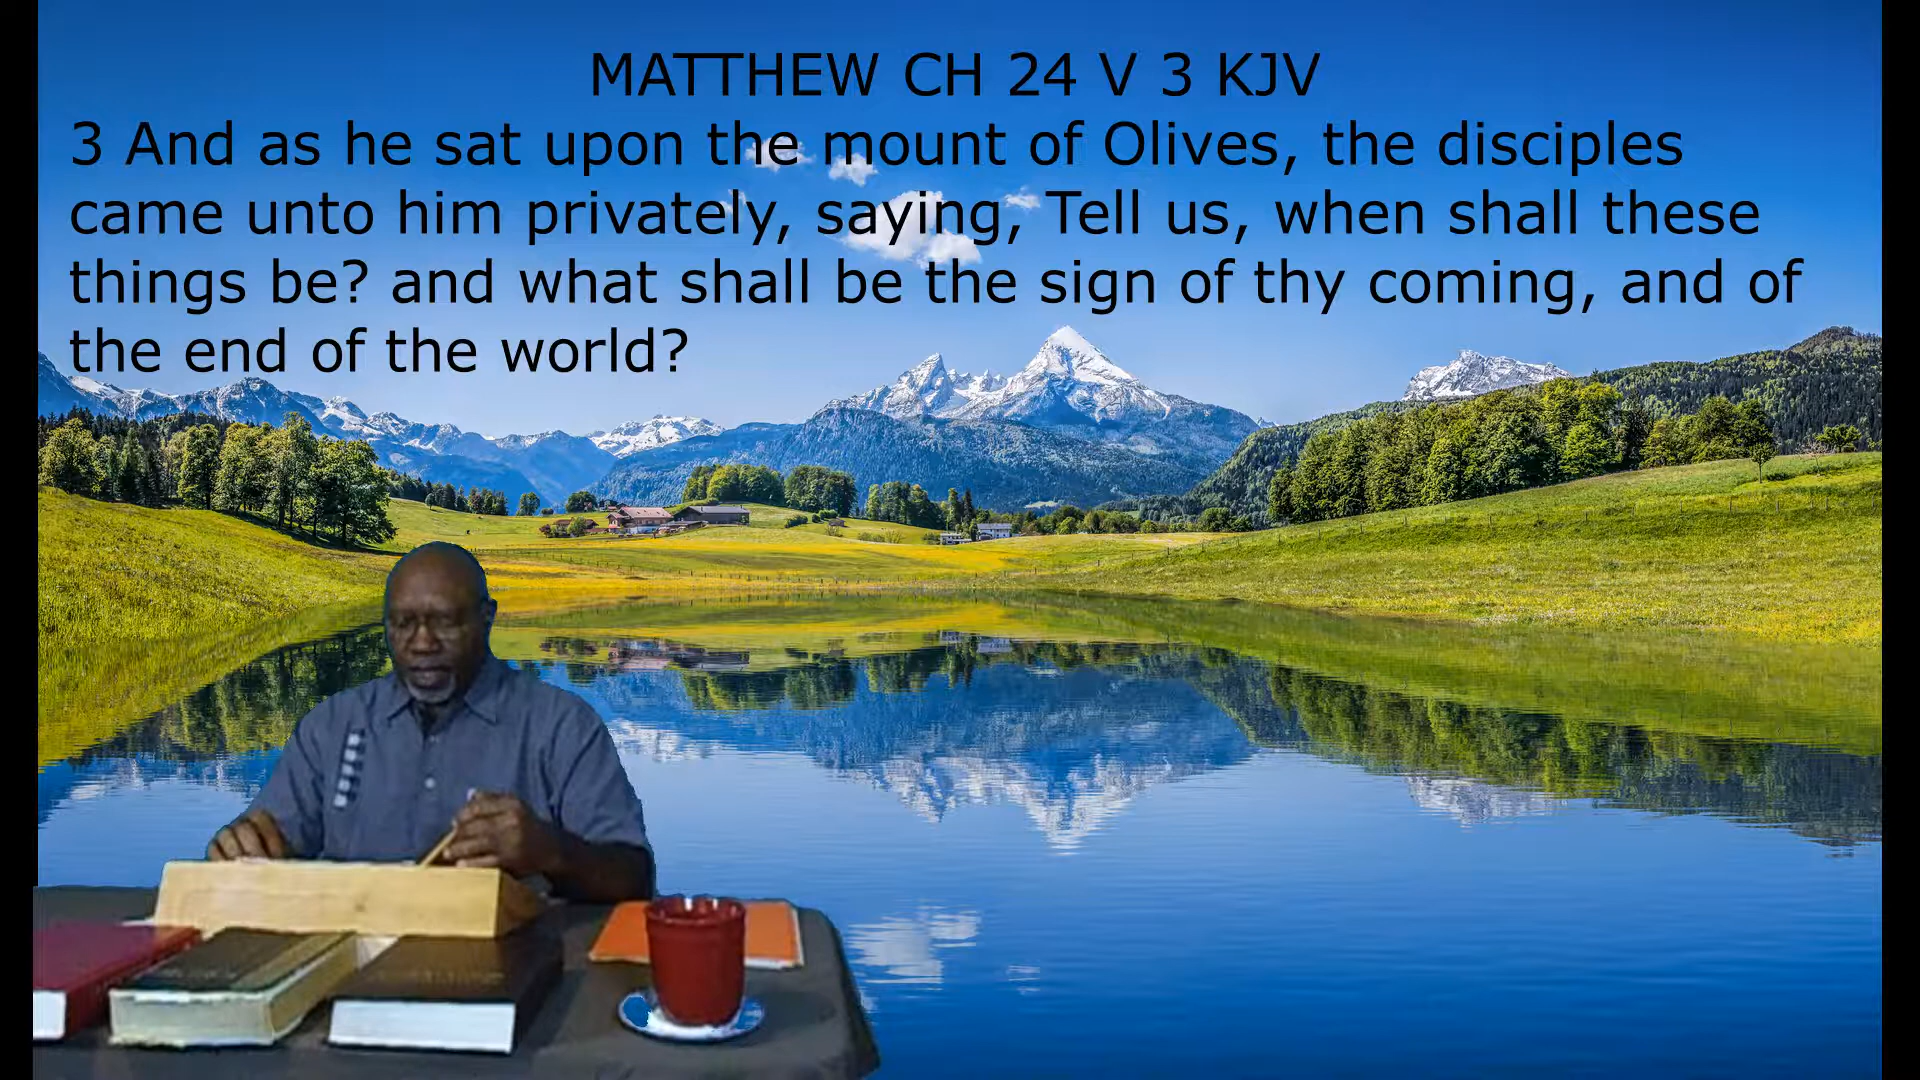 MATTHEW CH 24 V 3 KJV
3 And as he sat upon the mount of Olives, the disciples
came unto him privately, saying, Tell us, when shall these
things be? and what shall be the sign of thy coming, and of
the end of the world?